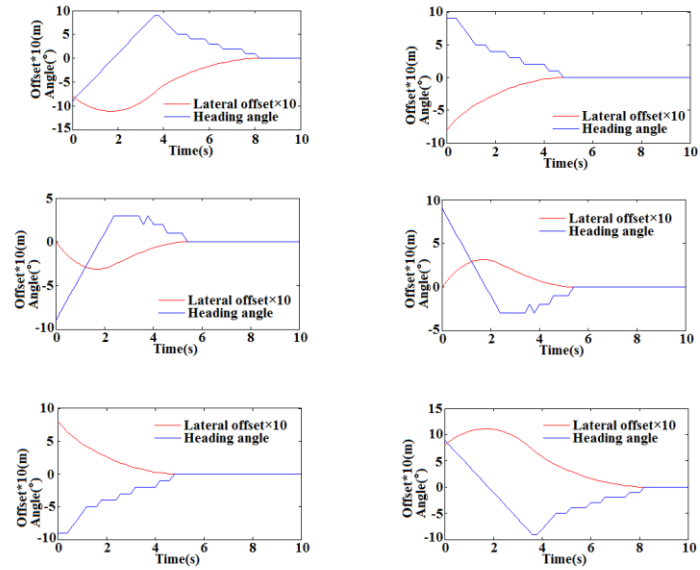 10
5
0
-5
-10
-15
Offset*10(m)
Angle(°)
Lateral offset×10
Heading angle
0 2 4 6 8 10
Time(s)
10
5
0
-5
-10
Offset*10(m)
Angle(°)
Lateral offset×10
Heading angle
0 2 4 6 8 10
Time(s)
5
0
-5
-10
Offset*10(m)
Angle(°)
Lateral offset×10
Heading angle
0 2 4 6 8 10
Time(s)
10
5
0
-5
Offset*10(m)
Angle(°)
Lateral offset×10
Heading angle
0 2 4 6 8 10
Time(s)
10
5
0
-5
-10
Offset*10(m)
Angle(°)
Lateral offset×10
Heading angle
0 2 4 6 8 10
Time(s)
15
10
5
0
-5
-10
Offset*10(m)
Angle(°)
Lateral offset×10
Heading angle
0 2 4 6 8 10
Time(s)